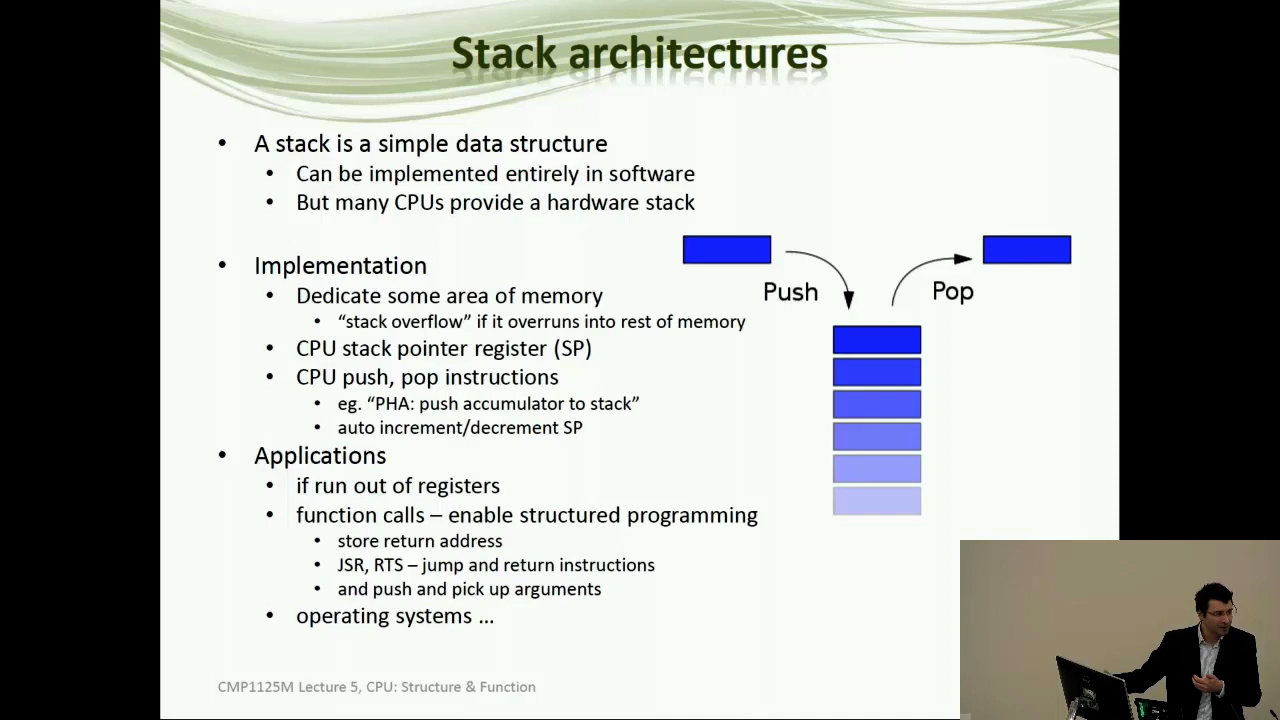 Stack architectures
• A stack is a simple data structure
• Can be implemented entirely in software
• But many CPUs provide a hardware stack
• Implementation
• Dedicate some area of memory
• “stack overflow” if it overruns into rest of memory
• CPU stack pointer register (SP)
• CPU push, pop instructions
• eg. “PHA: push accumulator to stack”
• auto increment/decrement SP
• Applications
• if run out of registers
• function calls – enable structured programming
• store return address
• JSR, RTS – jump and return instructions
• and push and pick up arguments
• operating systems ...
Push
Pop
CMP1125M Lecture 5, CPU: Structure & Function